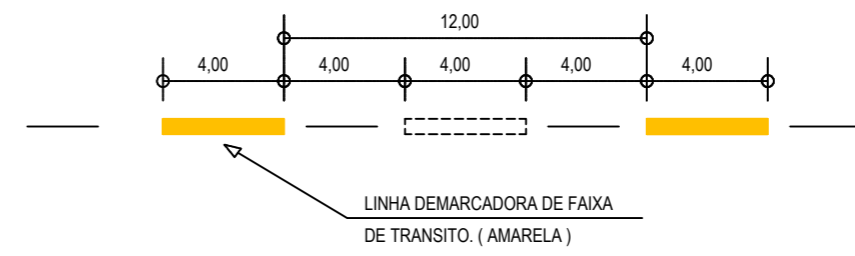 12,00
4,00 4,00 4,00 4,00 4,00
LINHA DEMARCADORA DE FAIXA
DE TRANSITO. ( AMARELA )